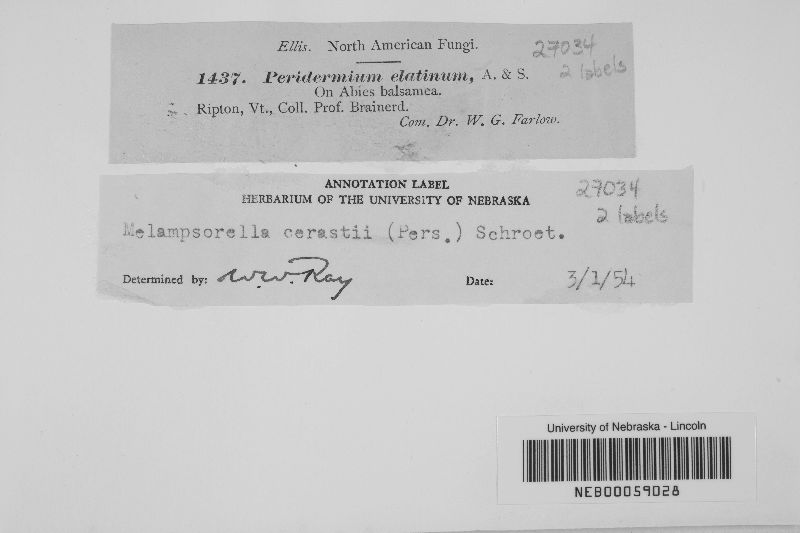 Ellis. North American Fungi.
27034
2 labels
1437. Peridermium elatinum, A. & S.
On Abies balsamea.
Ripton, Vt., Coll. Prof. Brainerd.
Com. Dr. W. G. Farlow.
ANNOTATION LABEL
HERBARIUM OF THE UNIVERSITY OF NEBRASKA
27034
2 labels
Melampsorella cerastii (Pers.) Schroet.
Determined by: W.W. Ray Date: 3/1/54
University of Nebraska - Lincoln
NEB00059028